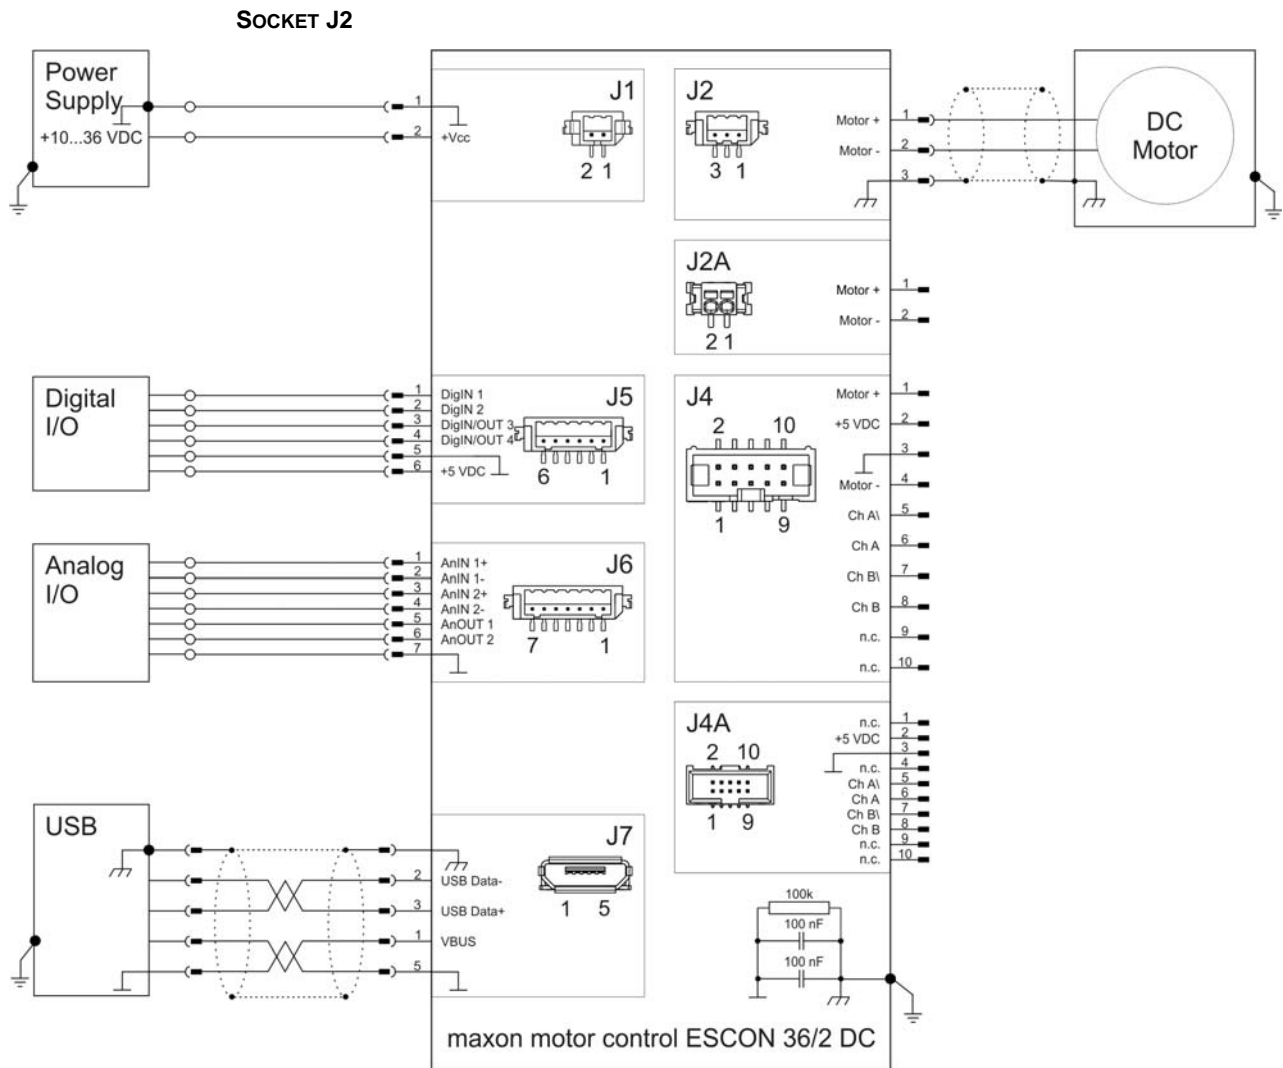 SOCKET J2
Power
Supply
+10...36 VDC
1
2
+Vcc
J1
2 1
J2
3 1
Motor +
Motor -
1
2
3
DC
Motor
J2A
2 1
Motor +
Motor -
1
2
Digital
I/O
1
2
3
4
5
6
DigIN 1
DigIN 2
DigIN/OUT 3
DigIN/OUT 4
+5 VDC
J5
6 1
J4
2 10
1 9
Motor +
+5 VDC
Motor -
Ch A\
Ch A
Ch B\
Ch B
n.c.
n.c.
1
2
3
4
5
6
7
8
9
10
Analog
I/O
1
2
3
4
5
6
7
AnIN 1+
AnIN 1-
AnIN 2+
AnIN 2-
AnOUT 1
AnOUT 2
J6
7 1
J4A
2 10
1 9
n.c.
+5 VDC
n.c.
Ch A\
Ch A
Ch B\
Ch B
n.c.
n.c.
1
2
3
4
5
6
7
8
9
10
USB
2
3
1
5
USB Data-
USB Data+
VBUS
J7
1 5
100k
100 nF
100 nF
maxon motor control ESCON 36/2 DC